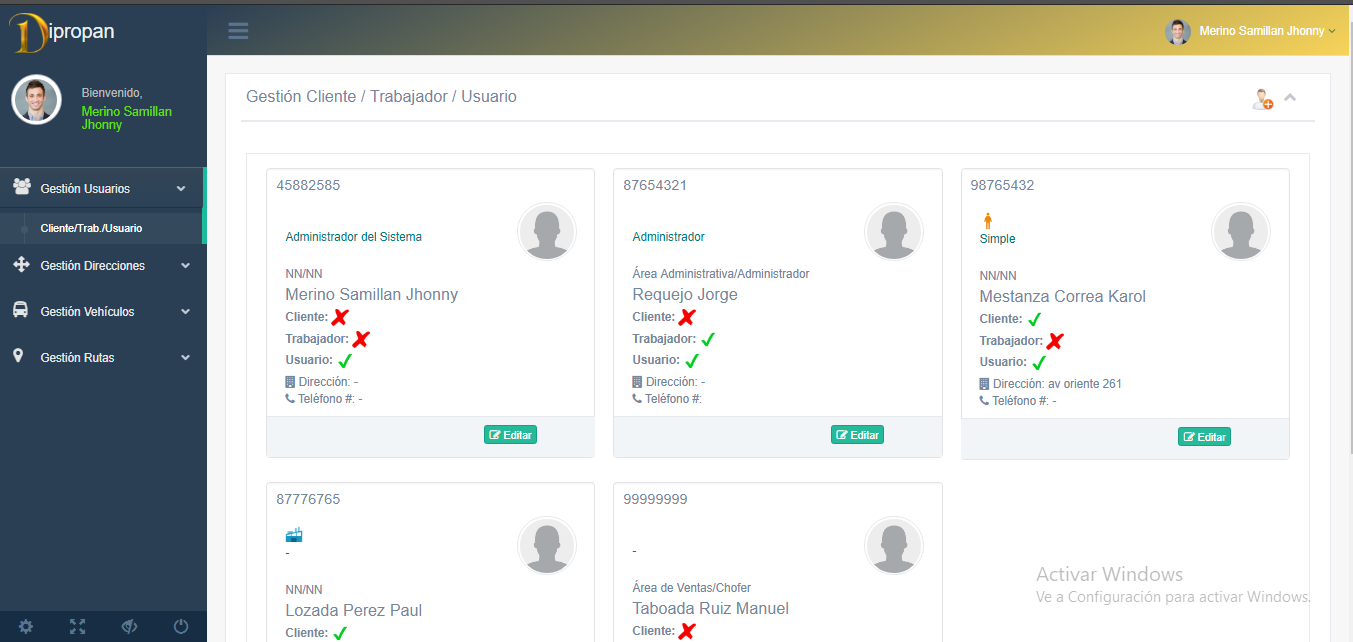 Dipropan
Merino Samillan Jhonny
Bienvenido,
Merino Samillan
Jhonny
Gestión Usuarios
Cliente/Trab./Usuario
Gestión Direcciones
Gestión Vehículos
Gestión Rutas
Gestión Cliente / Trabajador / Usuario
45882585
Administrador del Sistema
NN/NN
Merino Samillan Jhonny
Cliente:
Trabajador:
Usuario:
Dirección: -
Teléfono #: -
Editar
87654321
Administrador
Área Administrativa/Administrador
Requejo Jorge
Cliente:
Trabajador:
Usuario:
Dirección: -
Teléfono #:
Editar
98765432
Simple
NN/NN
Mestanza Correa Karol
Cliente:
Trabajador:
Usuario:
Dirección: av oriente 261
Teléfono #: -
Editar
87776765
-
NN/NN
Lozada Perez Paul
Cliente:
99999999
-
Área de Ventas/Chofer
Taboada Ruiz Manuel
Cliente:
Activar Windows
Ve a Configuración para activar Windows.